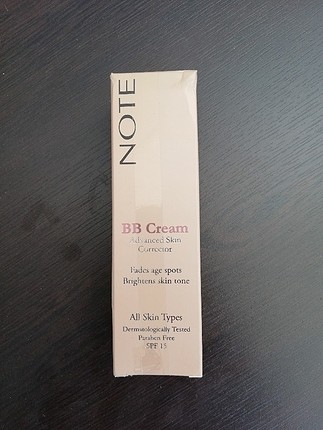 NOTE
BB Cream
Advanced Skin
Corrector
Fades age spots
Brightens skin tone
All Skin Types
Dermatologically Tested
Paraben Free
SPF 15